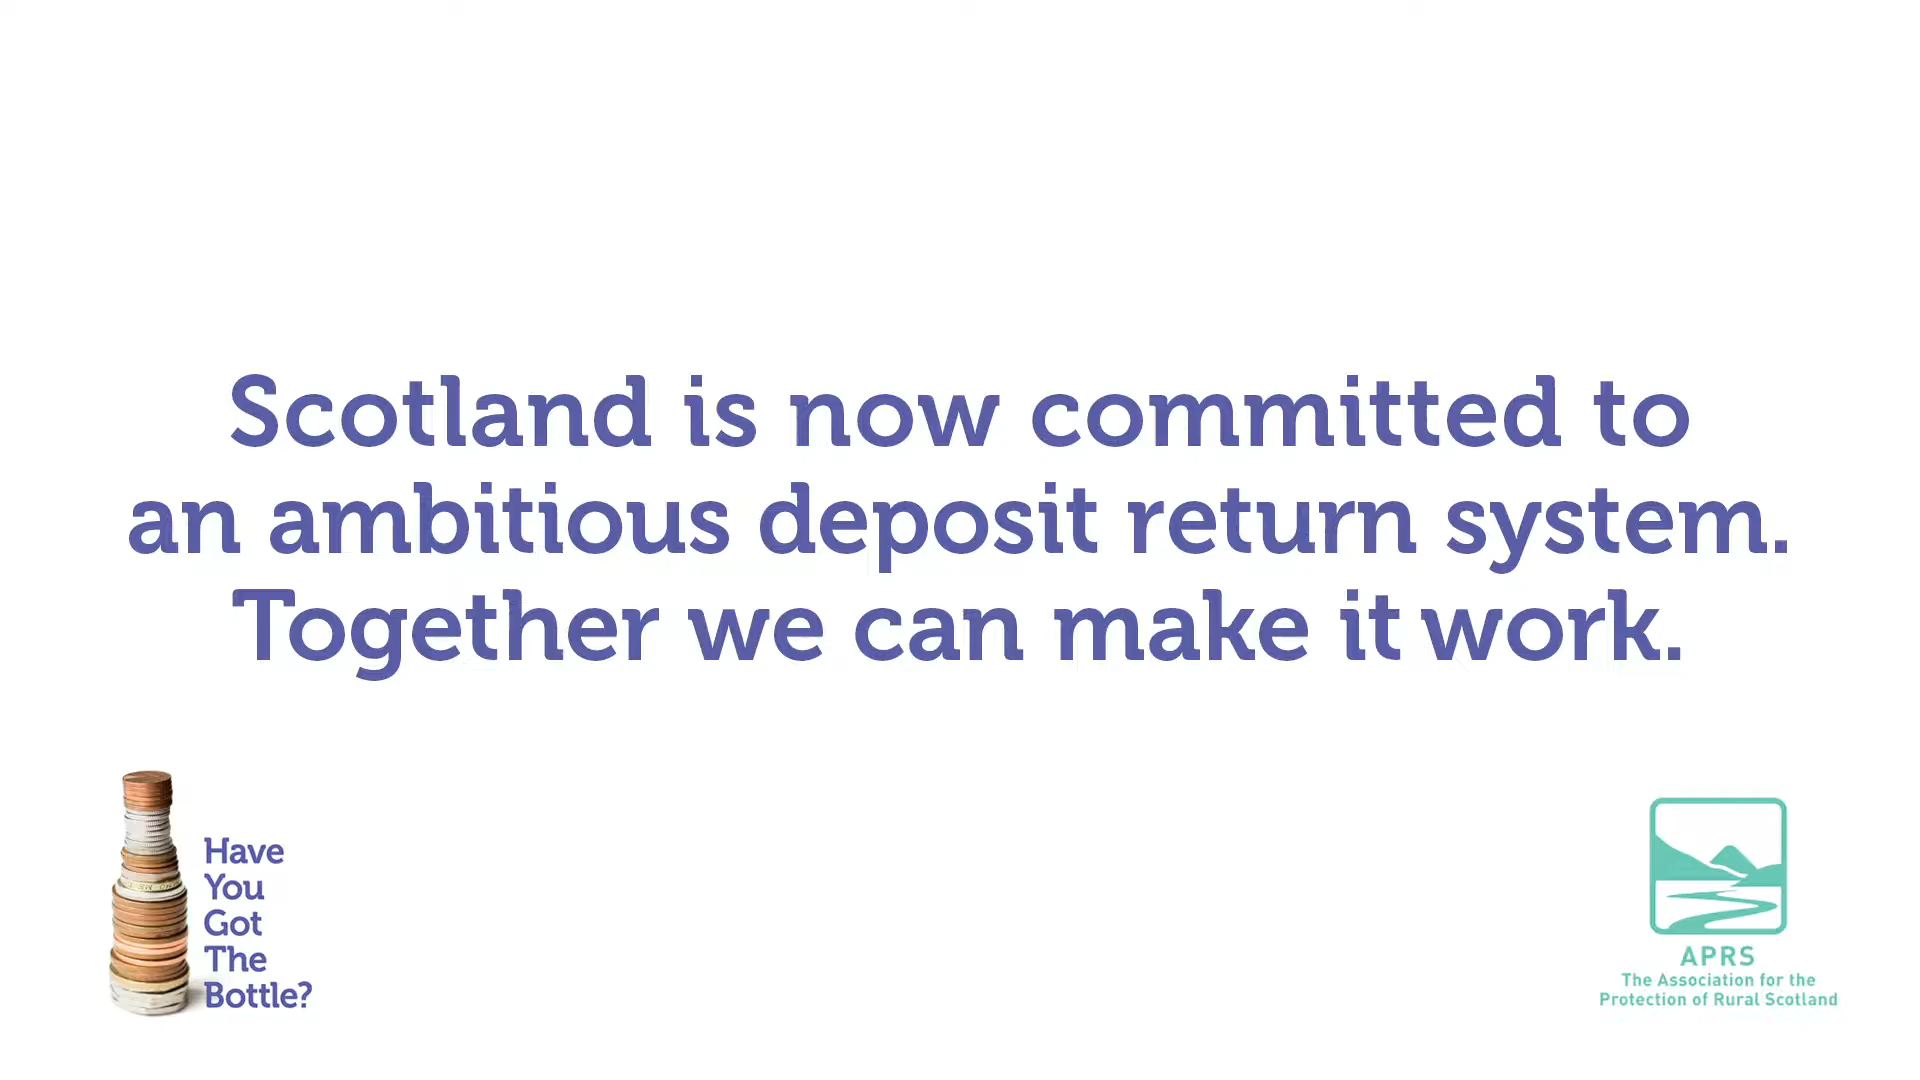 Scotland is now committed to
an ambitious deposit return system.
Together we can make it work.
Have
You
Got
The
Bottle?
APRS
The Association for the
Protection of Rural Scotland